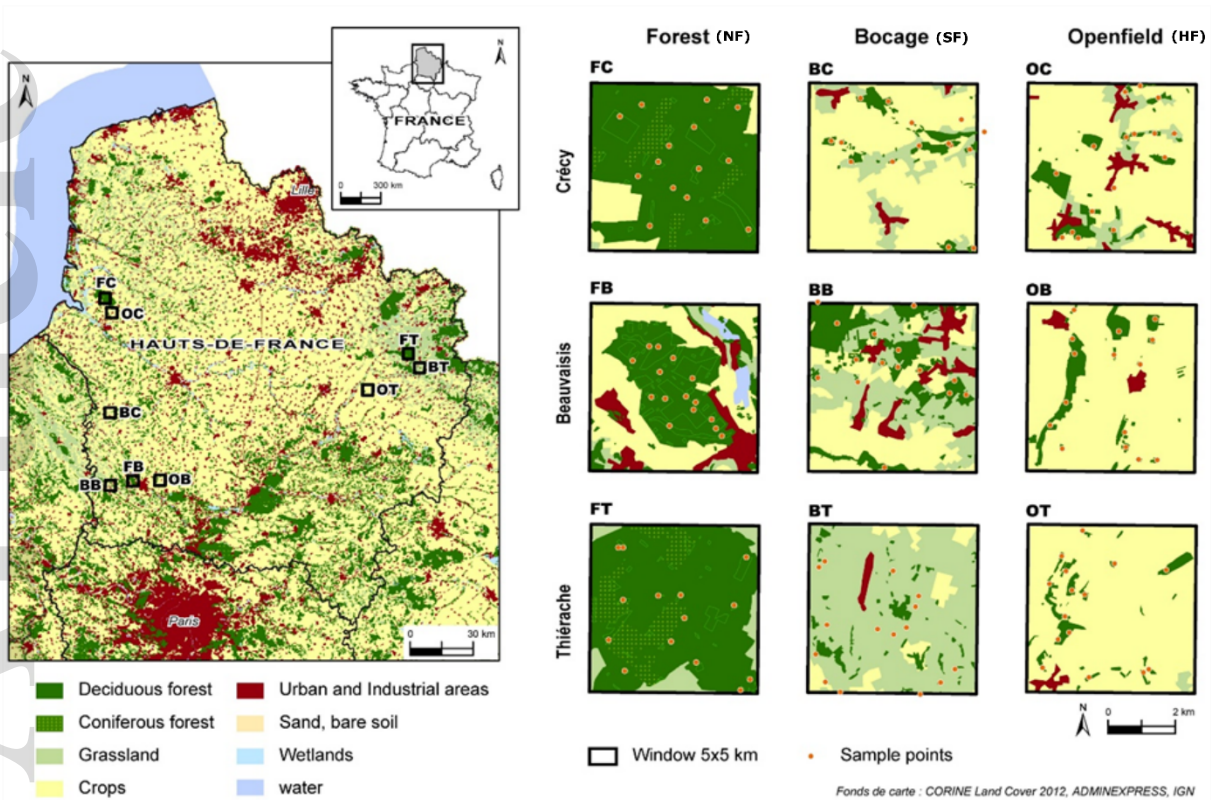 N
N
FRANCE
0 300 km
Lille
FC
OC
HAUTS-DE-FRANCE
FT
BT
OT
BC
FB
BB
OB
Paris
0 30 km
Deciduous forest
Urban and Industrial areas
Coniferous forest
Sand, bare soil
Grassland
Wetlands
Crops
water
Forest (NF)
Bocage (SF)
Openfield (HF)
Crécy
FC
BC
OC
Beauvaisis
FB
BB
OB
Thiérache
FT
BT
OT
N
0 2 km
Window 5x5 km
Sample points
Fonds de carte : CORINE Land Cover 2012, ADMINEXPRESS, IGN